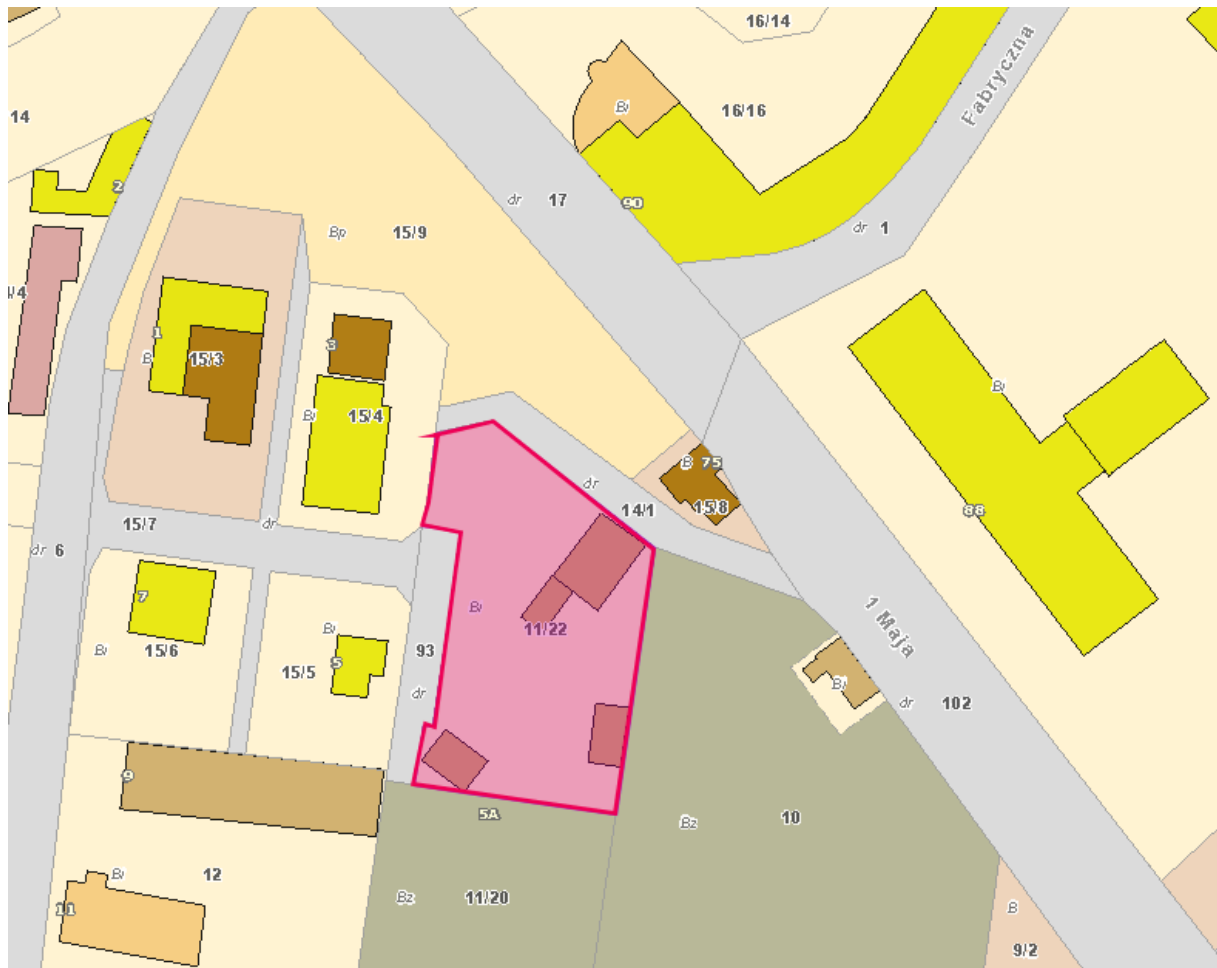 16/14
Fabryczna
Bi
16/16
14
2
dr 17
90
dr 1
Bp 15/9
1
Bi
15/3
3
Bi
15/4
Bi
B 75
15/8
dr
14/1
88
15/7
dr
dr 6
7
Bi
15/6
Bi
5
15/5
93
dr
Bi
11/22
1 Maja
Bi
dr 102
9
5A
Bz 10
Bi 12
Bz 11/20
11
B
9/2